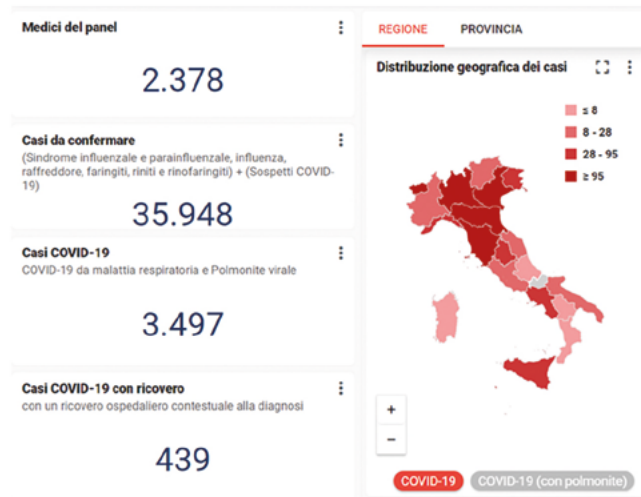 Medici del panel
2.378
Casi da confermare
(Sindrome influenzale e parainfluenzale, influenza,
raffreddore, faringiti, riniti e rinofaringiti) + (Sospetti COVID-
19)
35.948
Casi COVID-19
COVID-19 da malattia respiratoria e Polmonite virale
3.497
Casi COVID-19 con ricovero
con un ricovero ospedaliero contestuale alla diagnosi
439
REGIONE PROVINCIA
Distribuzione geografica dei casi
≤ 8
8 - 28
28 - 95
≥ 95
+
−
COVID-19 COVID-19 (con polmonite)